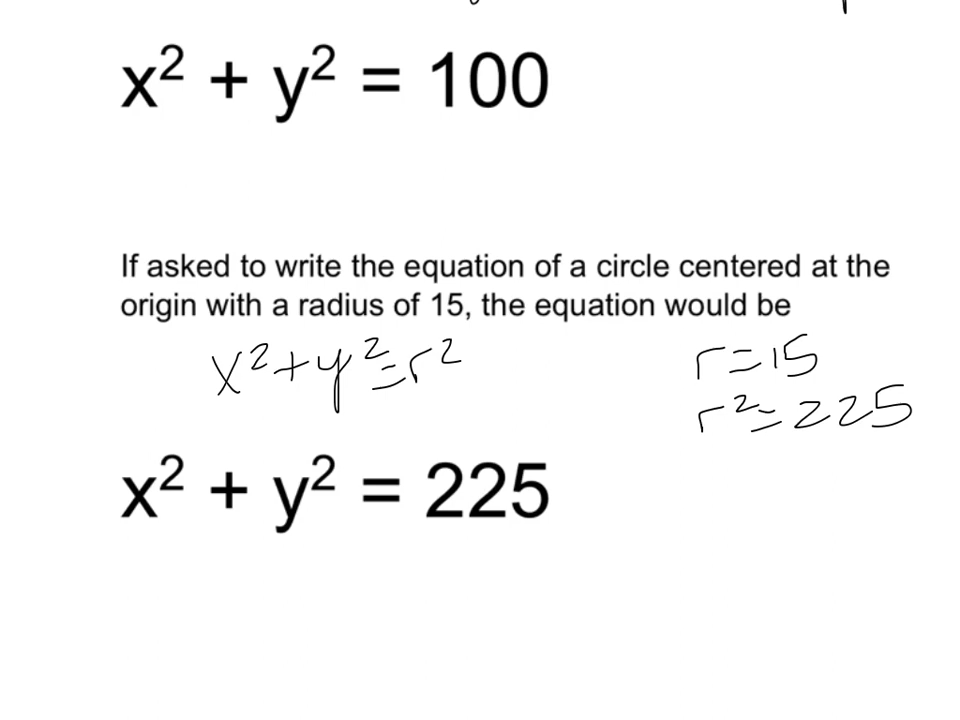 x² + y² = 100
If asked to write the equation of a circle centered at the
origin with a radius of 15, the equation would be
x²+y²=r² r=15
r²=225
x² + y² = 225